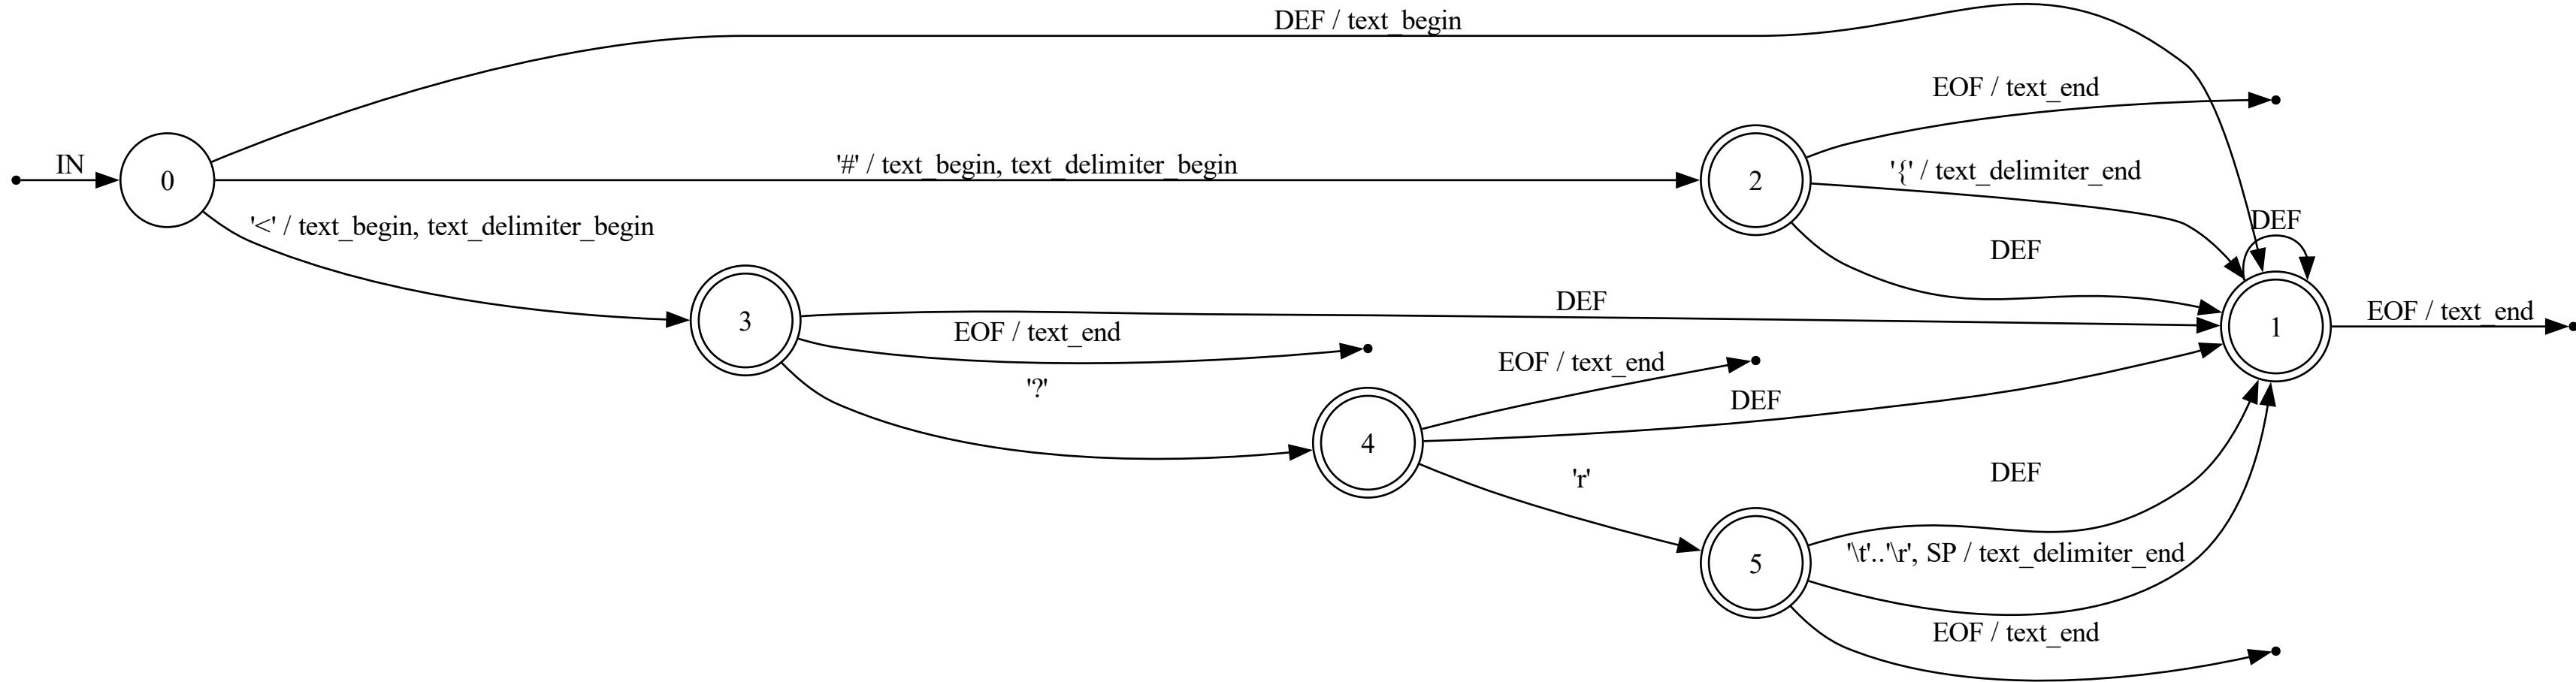 DEF / text_begin
EOF / text_end
IN
0
'#' / text_begin, text_delimiter_begin
2
'{' / text_delimiter_end
'<' / text_begin, text_delimiter_begin
DEF
DEF
3
DEF
EOF / text_end
1
EOF / text_end
'?'
EOF / text_end
DEF
4
'r'
DEF
5
'\t'..'\r', SP / text_delimiter_end
EOF / text_end